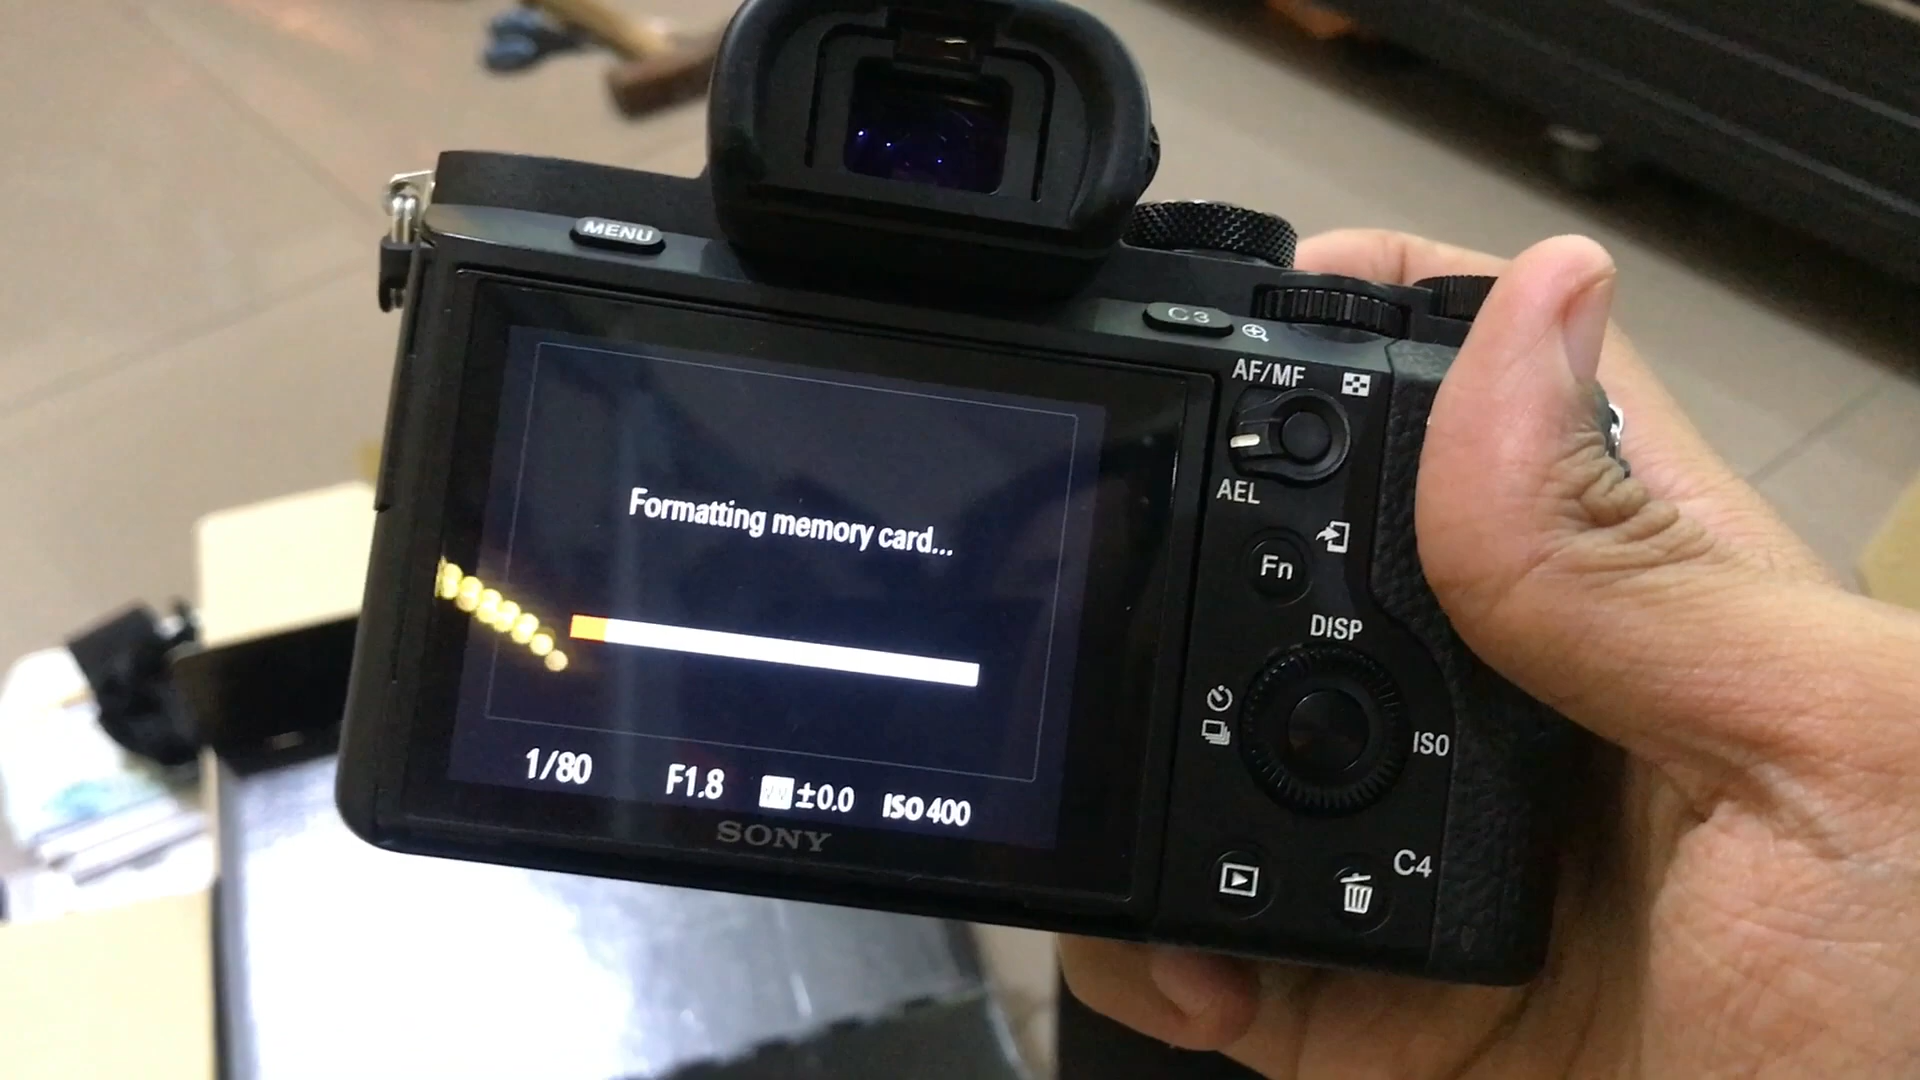 MENU
C3
AF/MF
AEL
Fn
DISP
ISO
C4
Formatting memory card...
1/80 F1.8 ±0.0 ISO 400
SONY